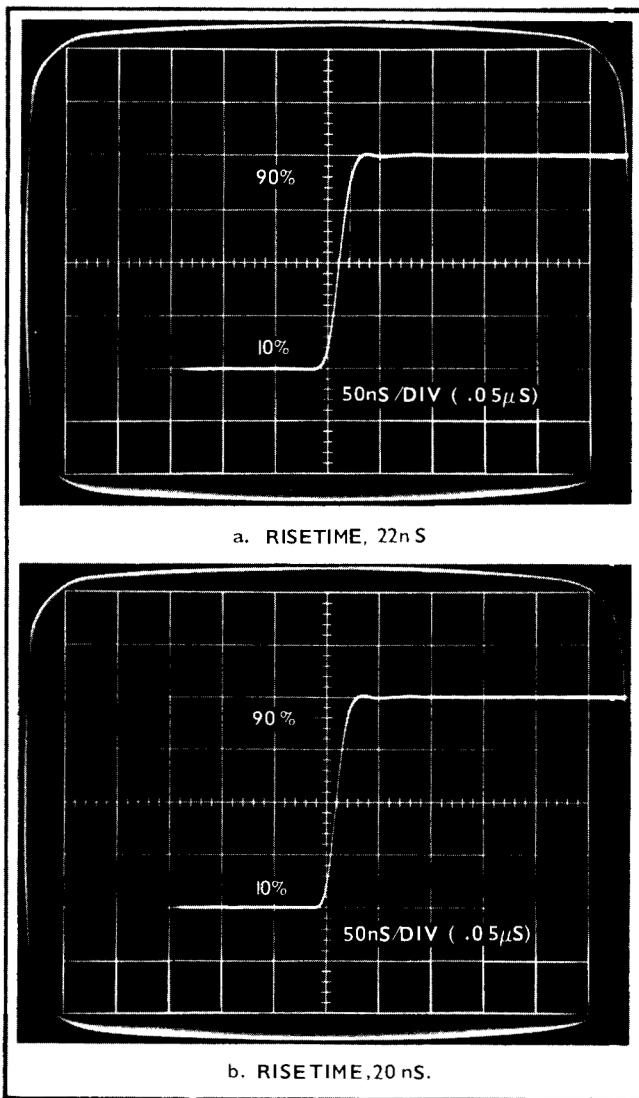 90%
10%
50nS/DIV ( .05μS)
a. RISETIME, 22nS
90%
10%
50nS/DIV ( .05μS)
b. RISETIME,20 nS.